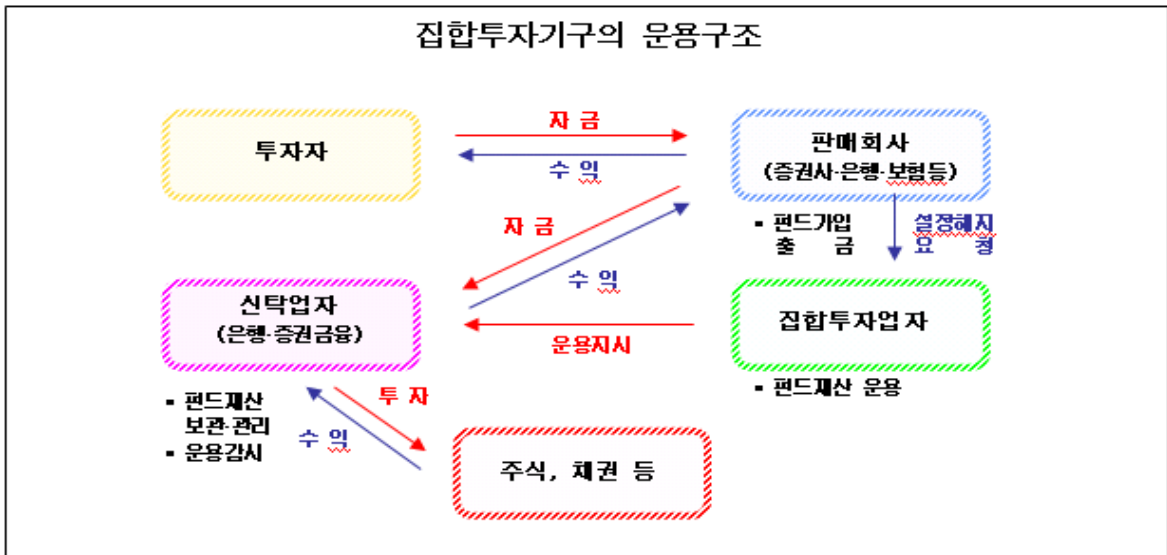 집합투자기구의 운용구조
투자자
자 금
수 익
판매회사
(증권사·은행·보험등)
자 금
수 익
▪ 펀드가입
출 금
설정해지
요 청
신탁업자
(은행·증권금융)
운용지시
집합투자업자
▪ 펀드재산
보관·관리
▪ 운용감시
투 자
수 익
▪ 펀드재산 운용
주식, 채권 등